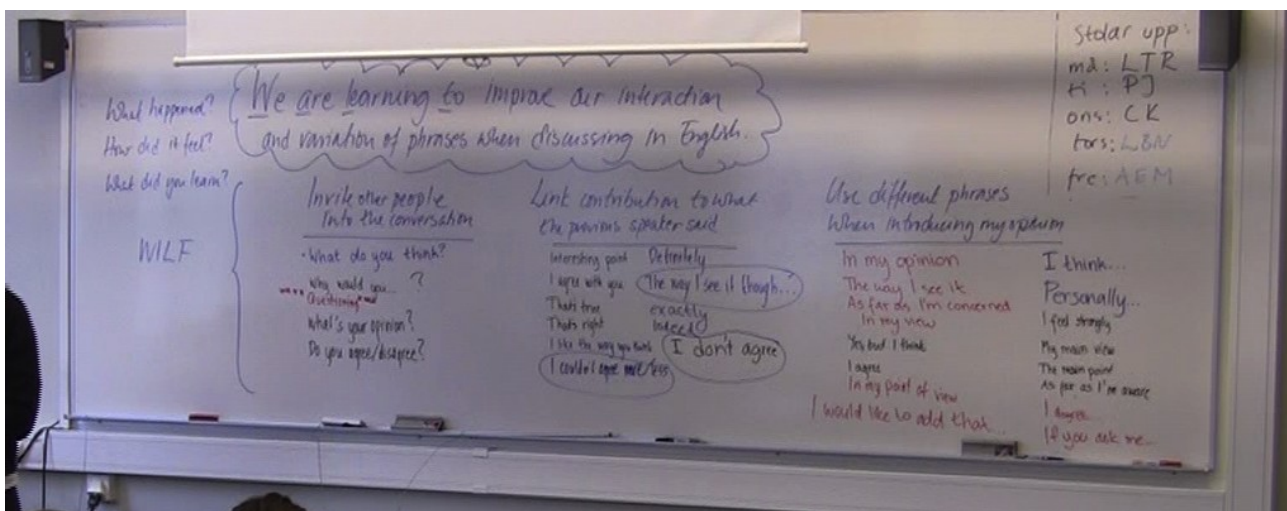 We are learning to improve our interaction
and variation of phrases when discussing in English.
What happened?
How did it feel?
What did you learn?
WILF
Invite other people
Into the conversation
• What do you think?
Why would you... ?
Questioning
What's your opinion?
Do you agree/disagree?
Link contribution to what
the previous speaker said
Interesting point
I agree with you
Thats true
Thats right
I like the way you
I couldn't agree more/less
Definitely
The way I see it though...
exactly
Indeed
I don't agree
Use different phrases
When introducing my opinion
In my opinion
The way I see it
As far as I'm concerned
In my view
Yes, but I think
I agree
In my point of view
I would like to add that...
I think...
Personally...
I feel strongly
My main view
The main point
As far as I'm aware
If you ask me...
Stolar upp:
må: LTR
ti: PJ
ons: CK
tors: LBN
fre: AEM